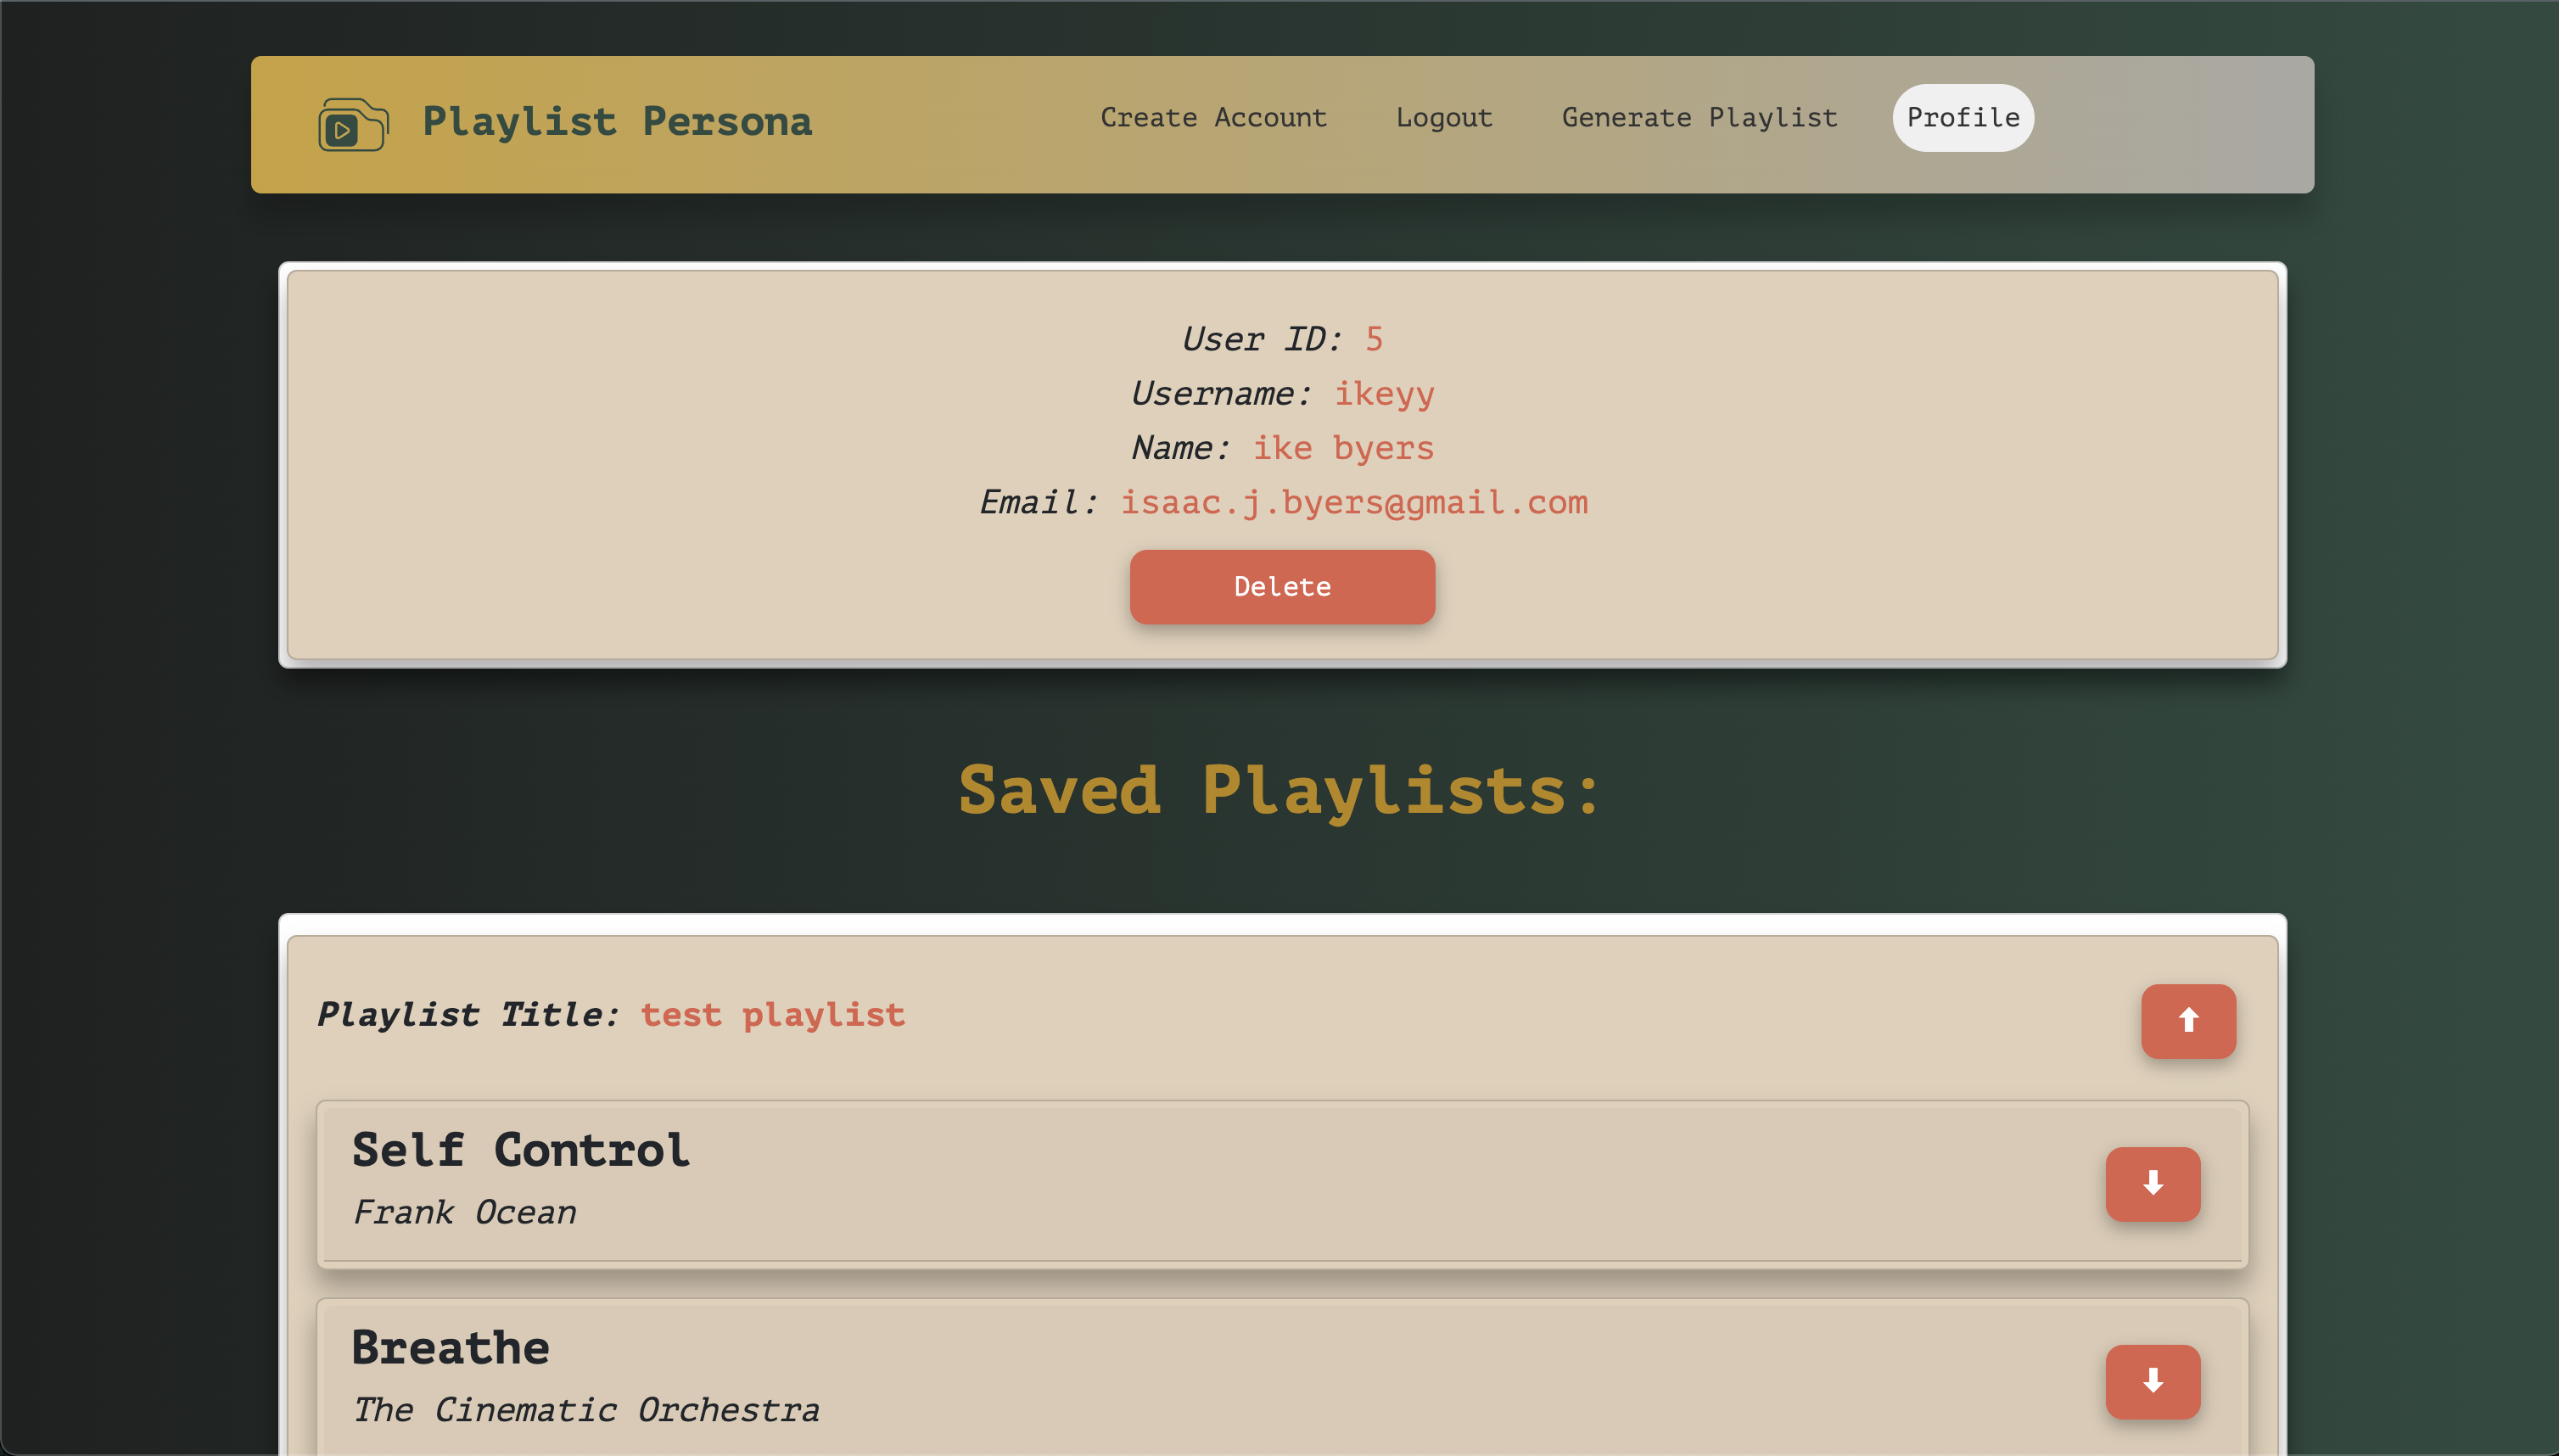 Playlist Persona
Create Account
Logout
Generate Playlist
Profile
User ID: 5
Username: ikeyy
Name: ike byers
Email: isaac.j.byers@gmail.com
Delete
Saved Playlists:
Playlist Title: test playlist
Self Control
Frank Ocean
Breathe
The Cinematic Orchestra